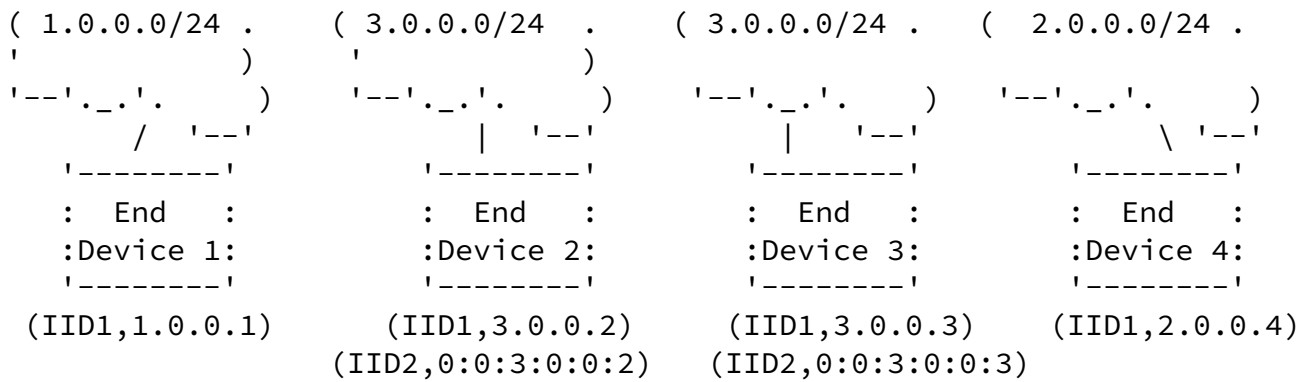 ( 1.0.0.0/24 .      ( 3.0.0.0/24  .     ( 3.0.0.0/24 .   (  2.0.0.0/24 .
'             )      '             )
'--'._.'.     )     '--'._.'.     )     '--'._.'.    )    '--'._.'.     )
       /  '--'             |  '--'           |   '--'              \ '--'
   '--------'           '--------'         '--------'         '--------'
   :  End   :           :  End   :         :  End   :         :  End   :
   :Device 1:           :Device 2:         :Device 3:         :Device 4:
   '--------'           '--------'         '--------'         '--------'
 (IID1,1.0.0.1)       (IID1,3.0.0.2)     (IID1,3.0.0.3)     (IID1,2.0.0.4)
                   (IID2,0:0:3:0:0:2)   (IID2,0:0:3:0:0:3)